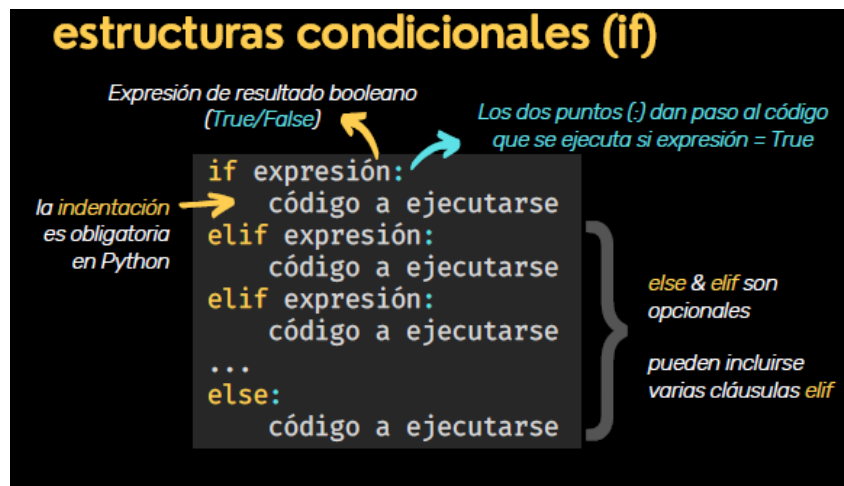 estructuras condicionales (if)
Expresión de resultado booleano
(True/False)
Los dos puntos (:) dan paso al código
que se ejecuta si expresión = True
if expresión:
    código a ejecutarse
la indentación
es obligatoria
en Python
elif expresión:
    código a ejecutarse
elif expresión:
    código a ejecutarse
...
else:
    código a ejecutarse
else & elif son
opcionales
pueden incluirse
varias cláusulas elif